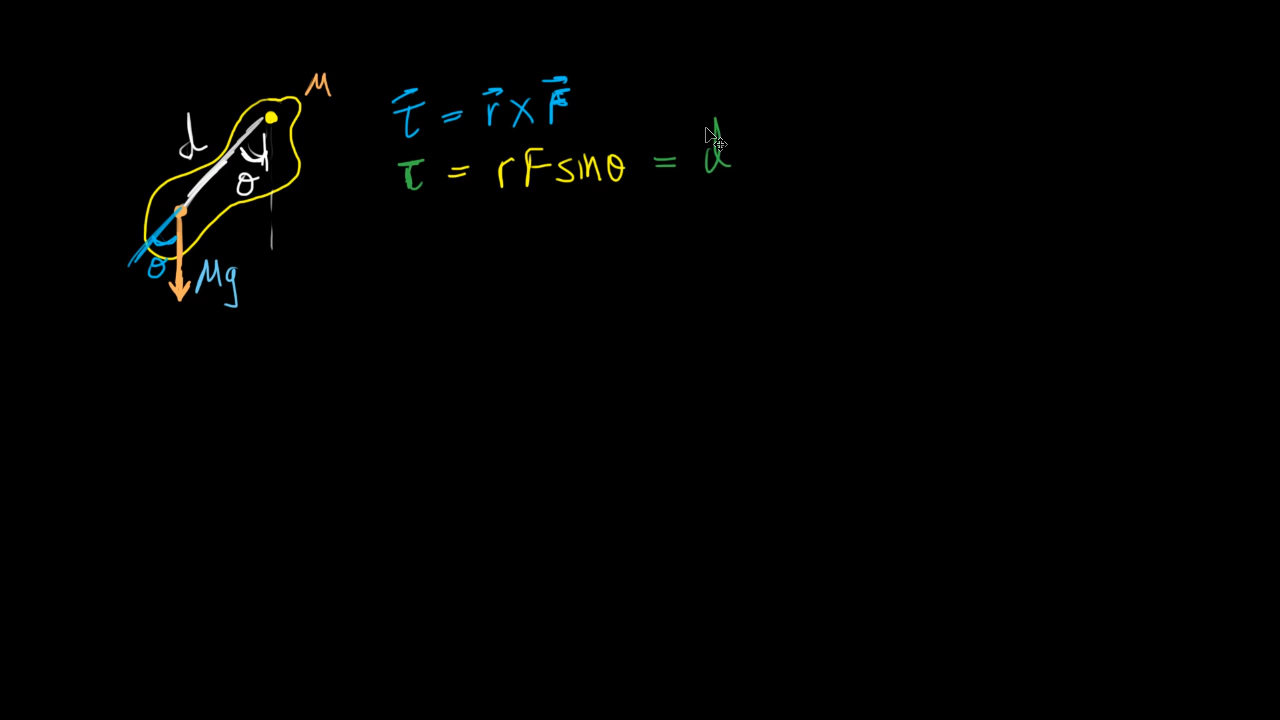 M
τ⃗ = r⃗ × F⃗
d
τ = rFsinθ = d
θ
θ
Mg